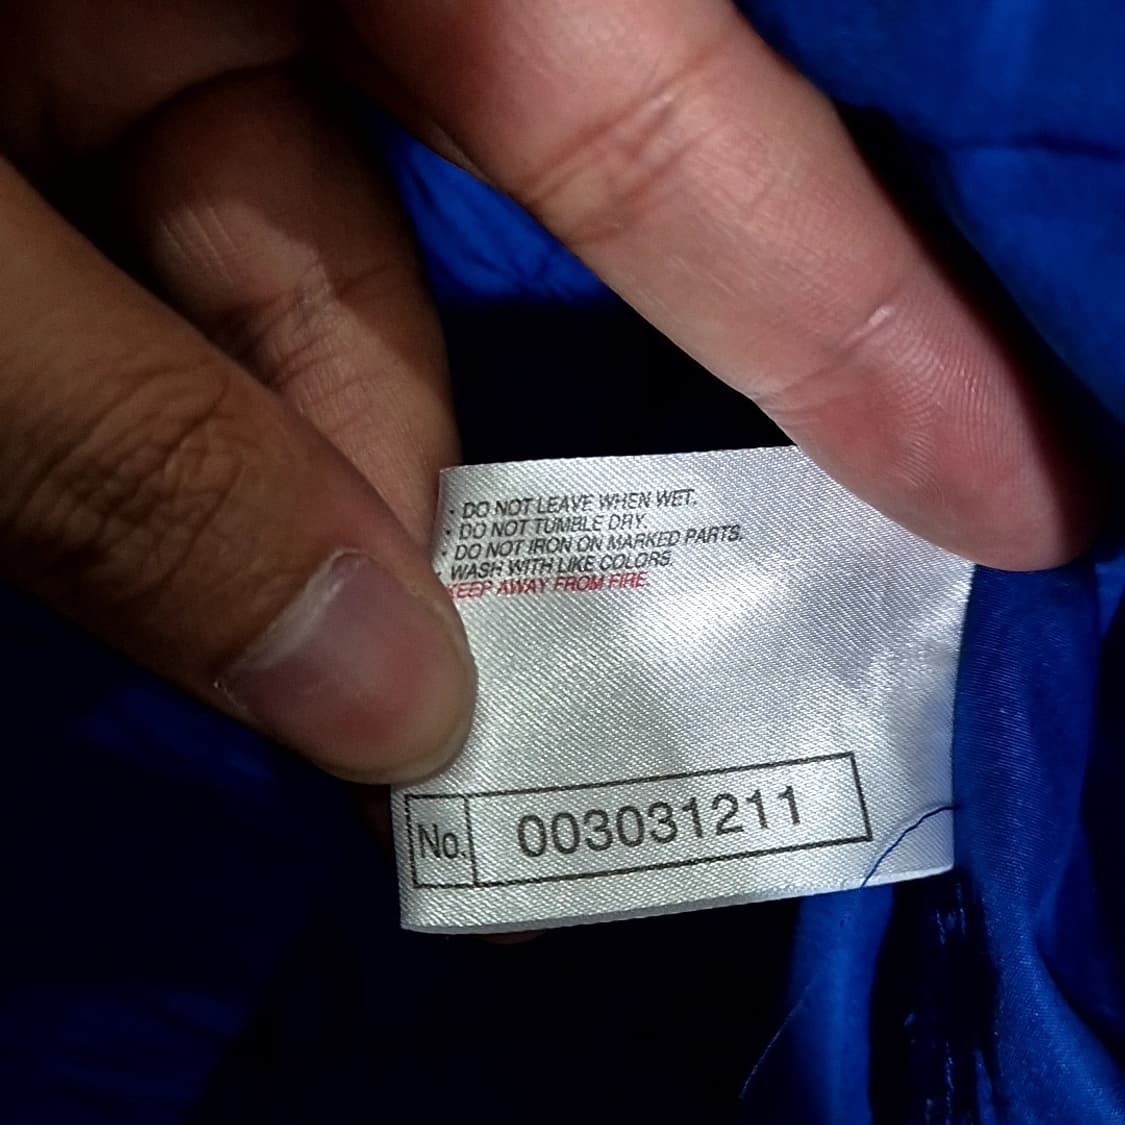 · DO NOT LEAVE WHEN WET.
· DO NOT TUMBLE DRY.
· DO NOT IRON ON MARKED PARTS.
· WASH WITH LIKE COLORS.
KEEP AWAY FROM FIRE.
No. 003031211